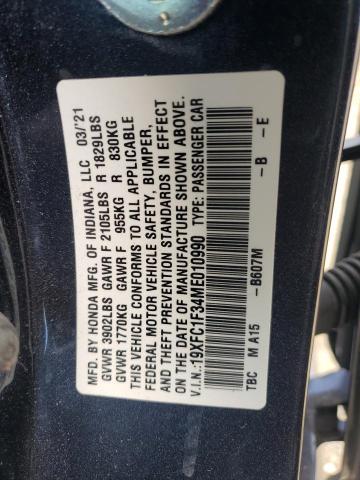 MFD. BY HONDA MFG. OF INDIANA, LLC 03/'21
GVWR 3902LBS GAWR F 2105LBS R 1829LBS
GVWR 1770KG GAWR F 955KG R 830KG
THIS VEHICLE CONFORMS TO ALL APPLICABLE
FEDERAL MOTOR VEHICLE SAFETY, BUMPER,
AND THEFT PREVENTION STANDARDS IN EFFECT
ON THE DATE OF MANUFACTURE SHOWN ABOVE.
V.I.N.:19XFC1F34ME010990 TYPE: PASSENGER CAR
TBC M A15 -B607M -B -E